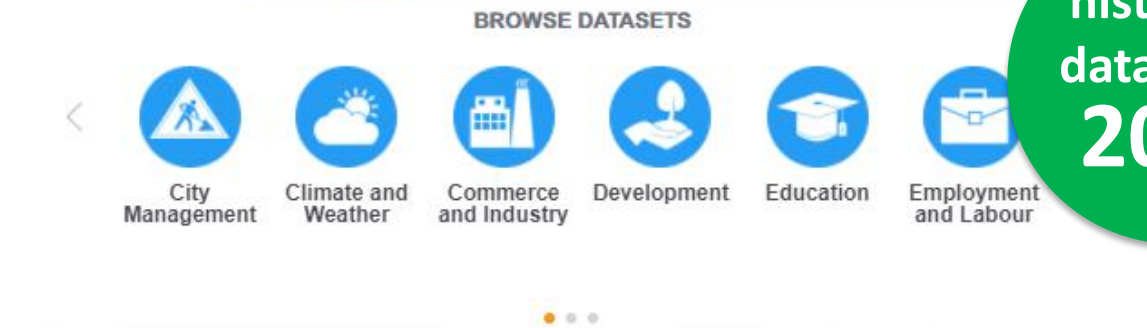 BROWSE DATASETS
City
Management
Climate and
Weather
Commerce
and Industry
Development
Education
Employment
and Labour